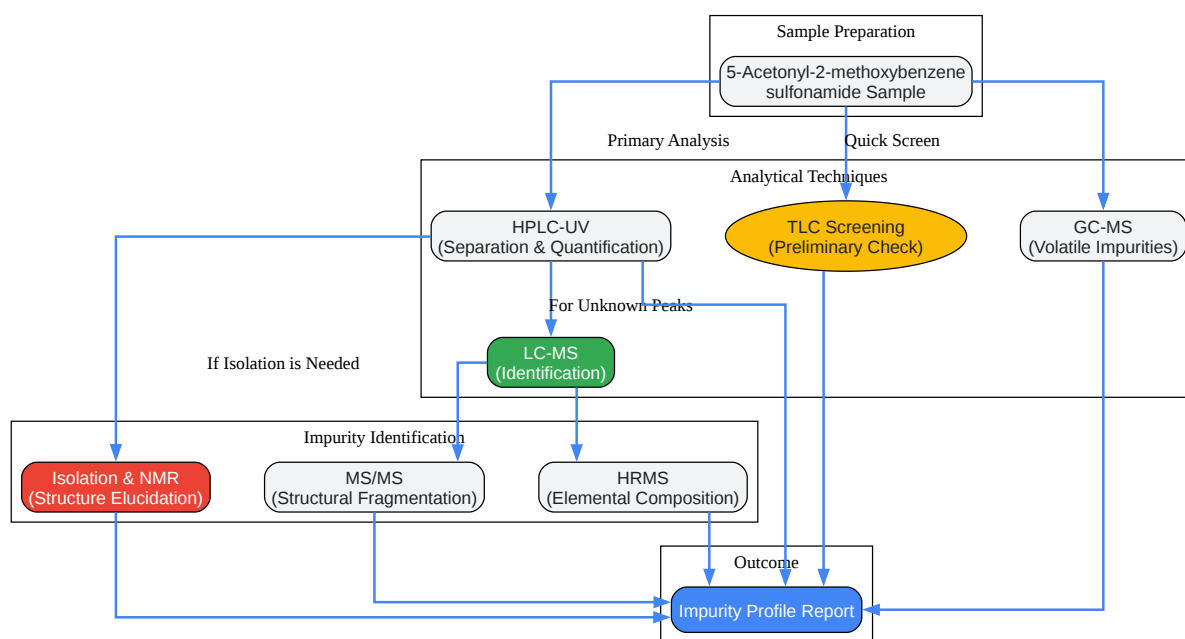 Sample Preparation
5-Acetonyl-2-methoxybenzene
sulfonamide Sample
Primary Analysis
Quick Screen
Analytical Techniques
HPLC-UV
(Separation & Quantification)
TLC Screening
(Preliminary Check)
GC-MS
(Volatile Impurities)
For Unknown Peaks
LC-MS
(Identification)
If Isolation is Needed
Impurity Identification
Isolation & NMR
(Structure Elucidation)
MS/MS
(Structural Fragmentation)
HRMS
(Elemental Composition)
Outcome
Impurity Profile Report